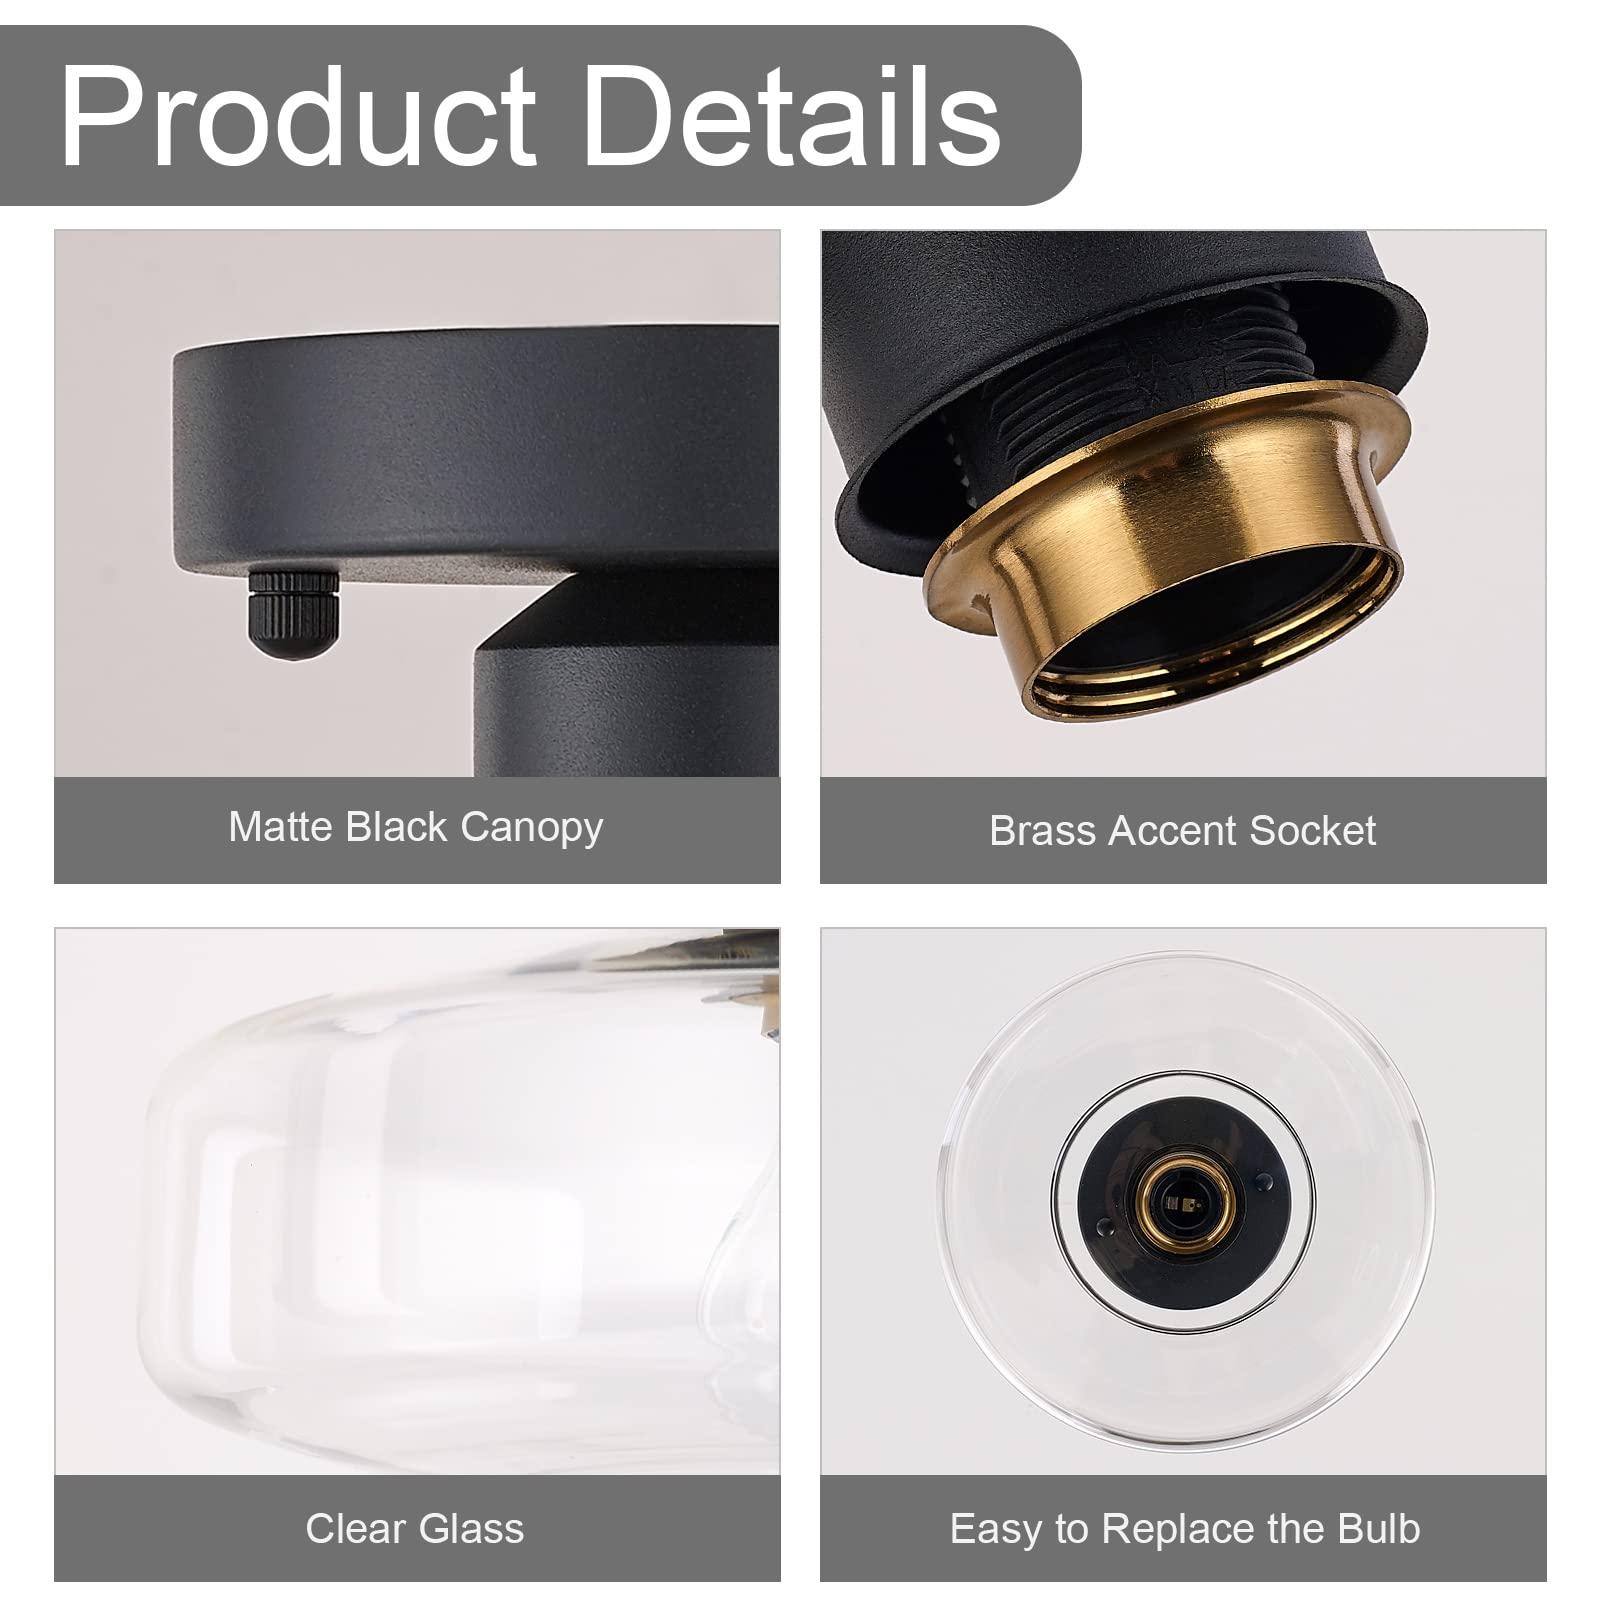 Product Details
Matte Black Canopy
Brass Accent Socket
Clear Glass
Easy to Replace the Bulb